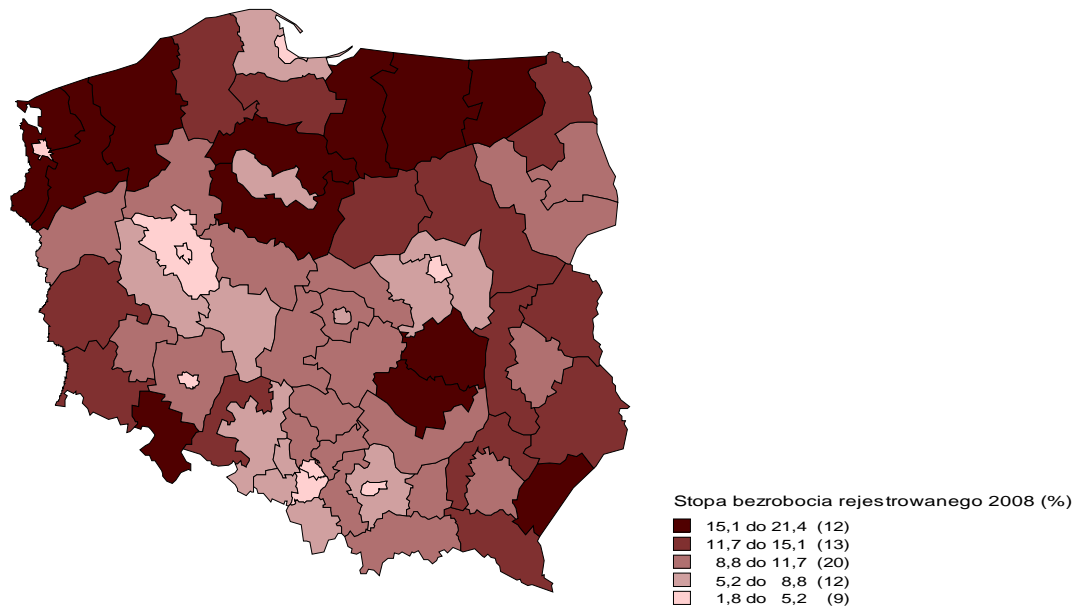 Stopa bezrobocia rejestrowanego 2008 (%)
15,1 do 21,4 (12)
11,7 do 15,1 (13)
8,8 do 11,7 (20)
5,2 do 8,8 (12)
1,8 do 5,2 (9)